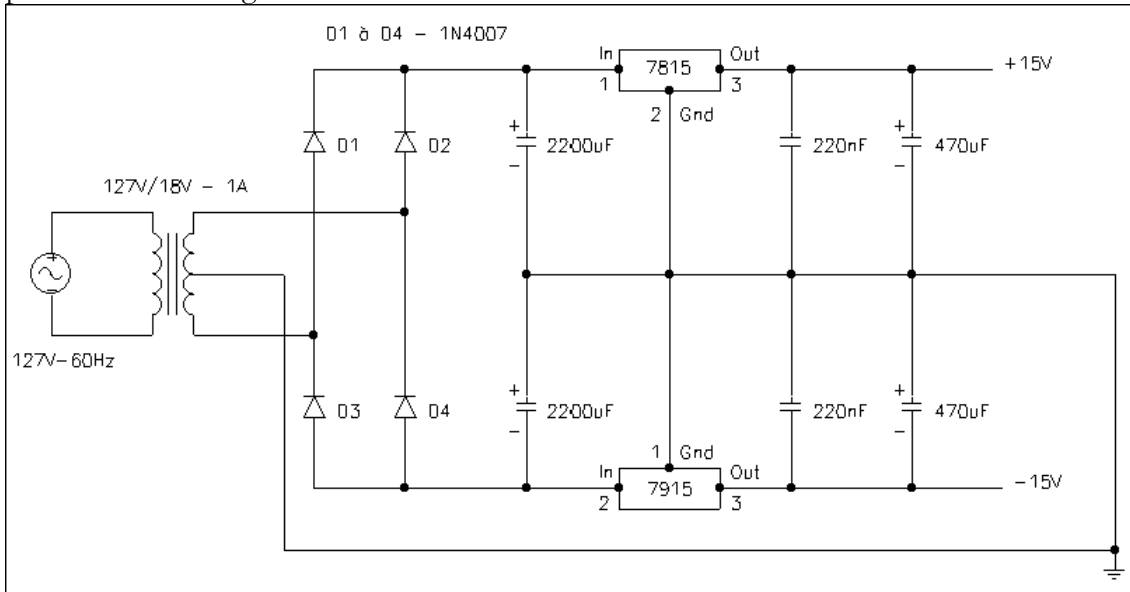 D1 à D4 - 1N4007
In
7815
Out
+15V
1
3
2
Gnd
D1
D2
+
2200uF
-
220nF
+
470uF
-
127V/18V - 1A
127V-60Hz
D3
D4
+
2200uF
-
220nF
+
470uF
-
1
Gnd
In
7915
Out
-15V
2
3